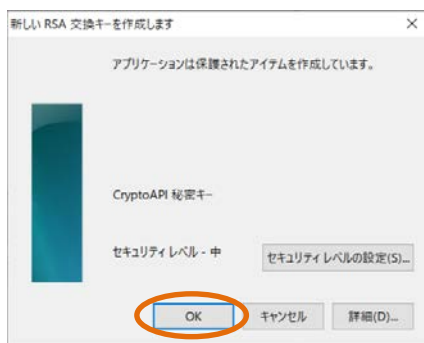 新しい RSA 交換キーを作成します
アプリケーションは保護されたアイテムを作成しています。
CryptoAPI 秘密キー
セキュリティ レベル - 中
セキュリティ レベルの設定(S)...
OK
キャンセル
詳細(D)...